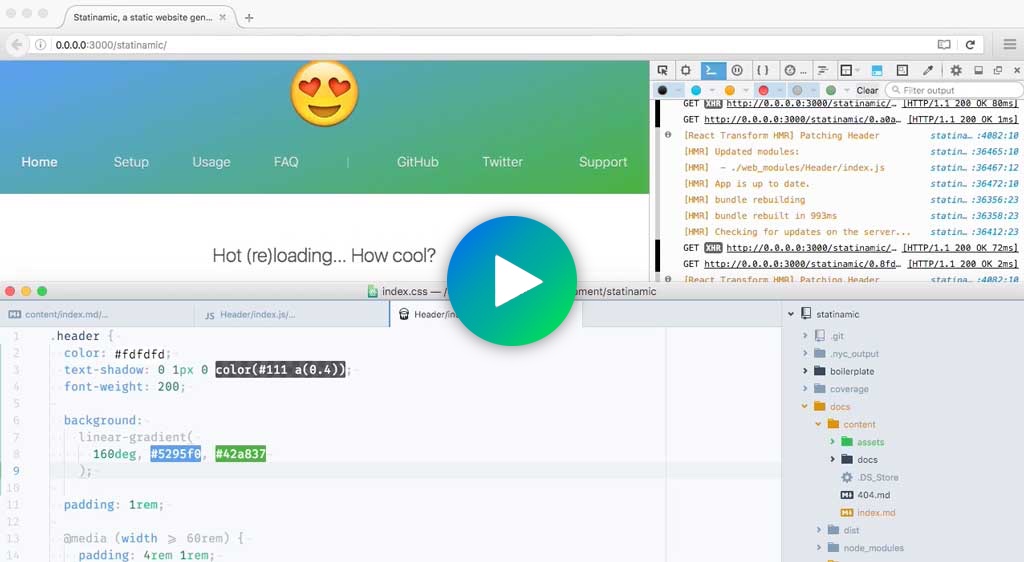 Statinamic, a static website gen...
0.0.0.0:3000/statinamic/
Home Setup Usage FAQ | GitHub Twitter Support
Hot (re)loading... How cool?
Clear Filter output
GET XHR http://0.0.0.0:3000/statinamic/... [HTTP/1.1 200 OK 80ms]
GET http://0.0.0.0:3000/statinamic/0.a0a... [HTTP/1.1 200 OK 1ms]
[React Transform HMR] Patching Header statina… :4082:10
[HMR] Updated modules: statin… :36465:10
[HMR] - ./web_modules/Header/index.js statin… :36467:12
[HMR] App is up to date. statin… :36472:10
[HMR] bundle rebuilding statin… :36356:23
[HMR] bundle rebuilt in 993ms statin… :36358:23
[HMR] Checking for updates on the server... statin… :36412:23
GET XHR http://0.0.0.0:3000/statinamic/... [HTTP/1.1 200 OK 72ms]
GET http://0.0.0.0:3000/statinamic/0.8fd... [HTTP/1.1 200 OK 2ms]
[React Transform HMR] Patching Header statina… :4082:10
index.css — / ment/statinamic
content/index.md/...
JS Header/index.js/...
Header/in
1 .header {
2 color: #fdfdfd;
3 text-shadow: 0 1px 0 color(#111 a(0.4));
4 font-weight: 200;
5
6 background:
7 linear-gradient(
8 160deg, #5295f0, #42a837
9 );
10
11 padding: 1rem;
12
13 @media (width >= 60rem) {
14 padding: 4rem 1rem;
statinamic
.git
.nyc_output
boilerplate
coverage
docs
content
assets
docs
.DS_Store
404.md
index.md
dist
node_modules